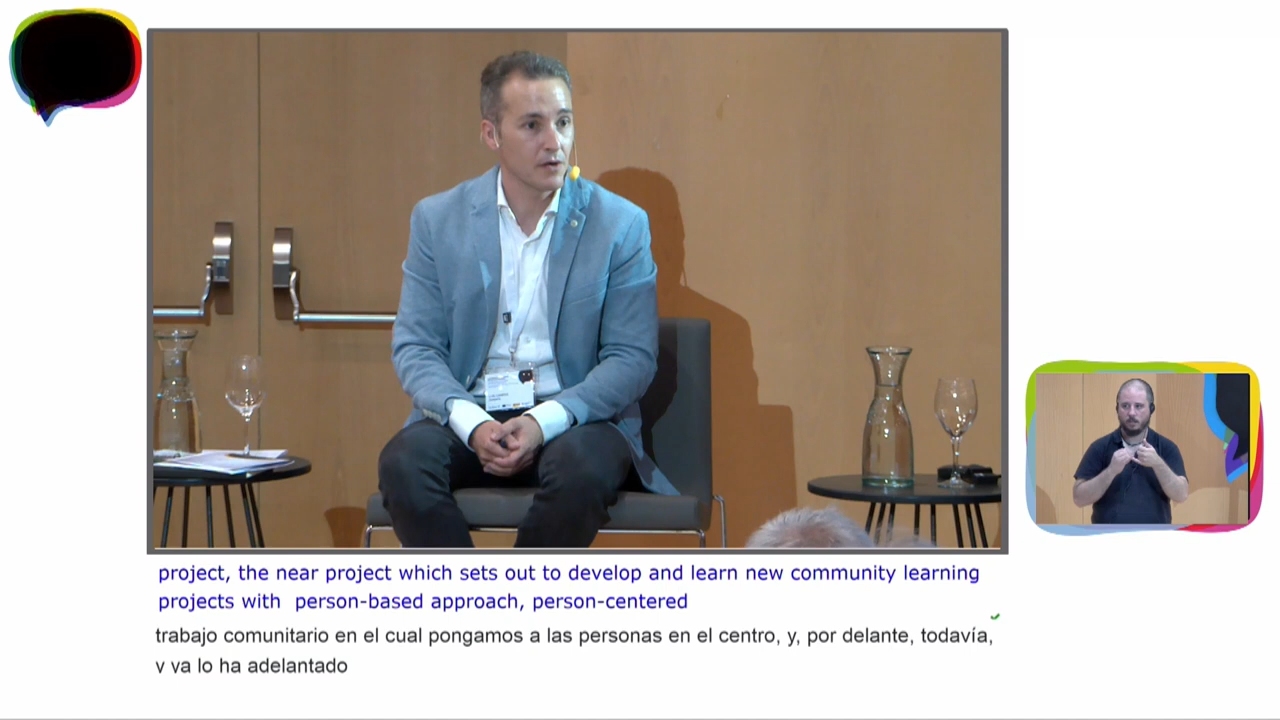 project, the near project which sets out to develop and learn new community learning
projects with  person-based approach, person-centered
trabajo comunitario en el cual pongamos a las personas en el centro, y, por delante, todavía,
y ya lo ha adelantado